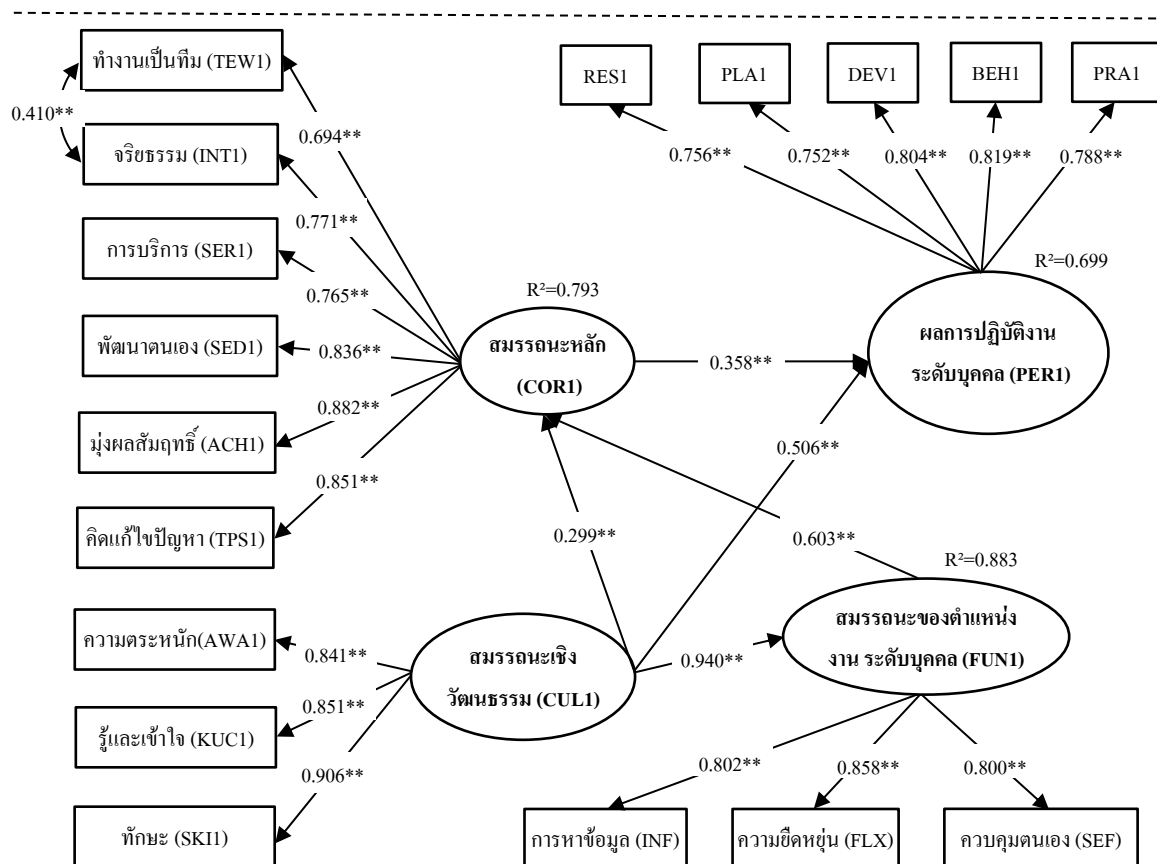 ทำงานเป็นทีม (TEW1)
RES1
PLA1
DEV1
BEH1
PRA1
0.410**
0.694**
จริยธรรม (INT1)
0.756**
0.752**
0.804**
0.819**
0.788**
0.771**
การบริการ (SER1)
R²=0.699
0.765**
R²=0.793
พัฒนาตนเอง (SED1)
0.836**
สมรรถนะหลัก
(COR1)
0.358**
ผลการปฏิบัติงาน
ระดับบุคคล (PER1)
0.882**
มุ่งผลสัมฤทธิ์ (ACH1)
0.506**
0.851**
คิดแก้ไขปัญหา (TPS1)
0.299**
0.603**
R²=0.883
ความตระหนัก(AWA1)
0.841**
สมรรถนะเชิง
วัฒนธรรม (CUL1)
0.940**
สมรรถนะของตำแหน่ง
งาน ระดับบุคคล (FUN1)
0.851**
รู้และเข้าใจ (KUC1)
0.906**
0.802**
0.858**
0.800**
ทักษะ (SKI1)
การหาข้อมูล (INF)
ความยืดหยุ่น (FLX)
ควบคุมตนเอง (SEF)